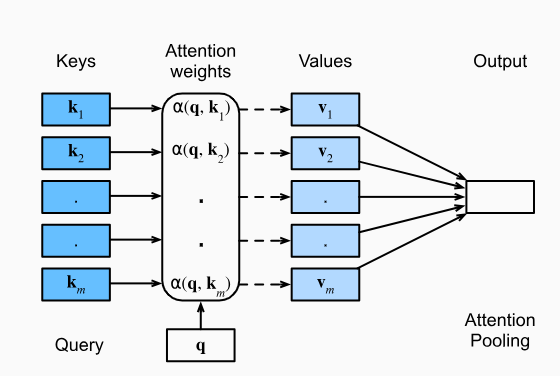 Keys
Attention
weights
Values
Output
k1
α(q, k1)
v1
k2
α(q, k2)
v2
.
.
.
.
.
.
km
α(q, km)
vm
Attention
Pooling
Query
q